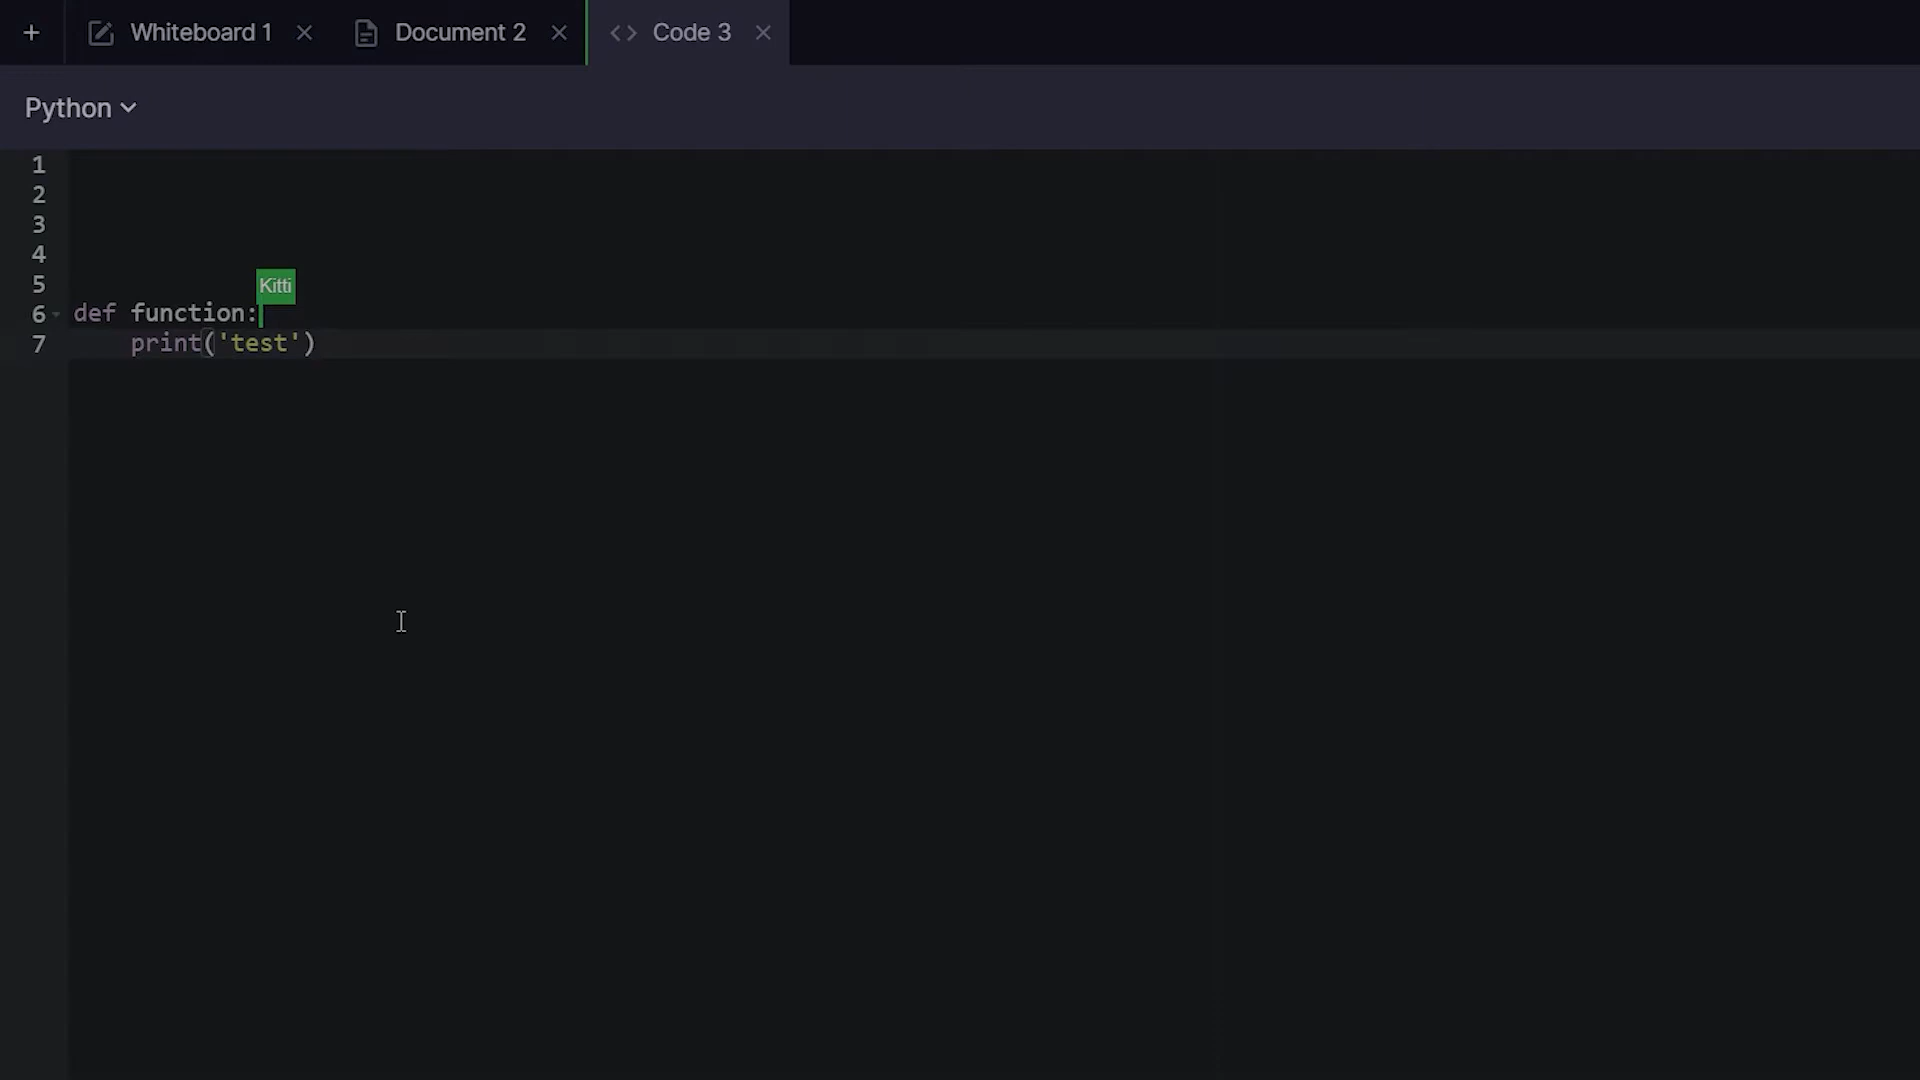 + Whiteboard 1 × Document 2 × <> Code 3 ×
Python
1
2
3
4
5 Kitti
6 def function:
7 print('test')